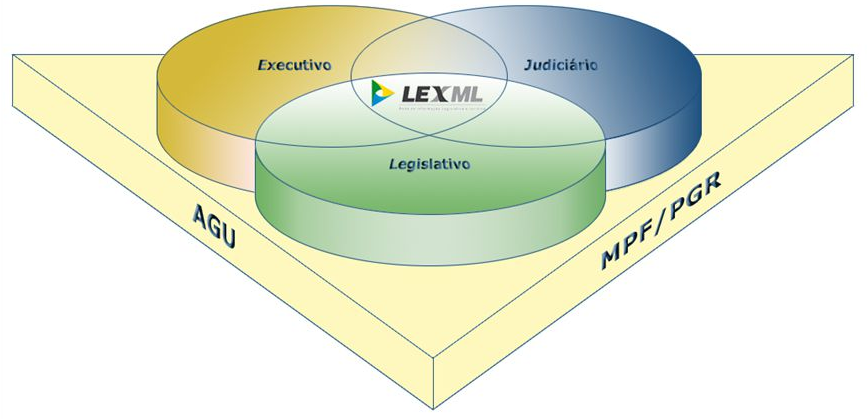 Executivo
Judiciário
LEXML
Legislativo
AGU
MPF/PGR